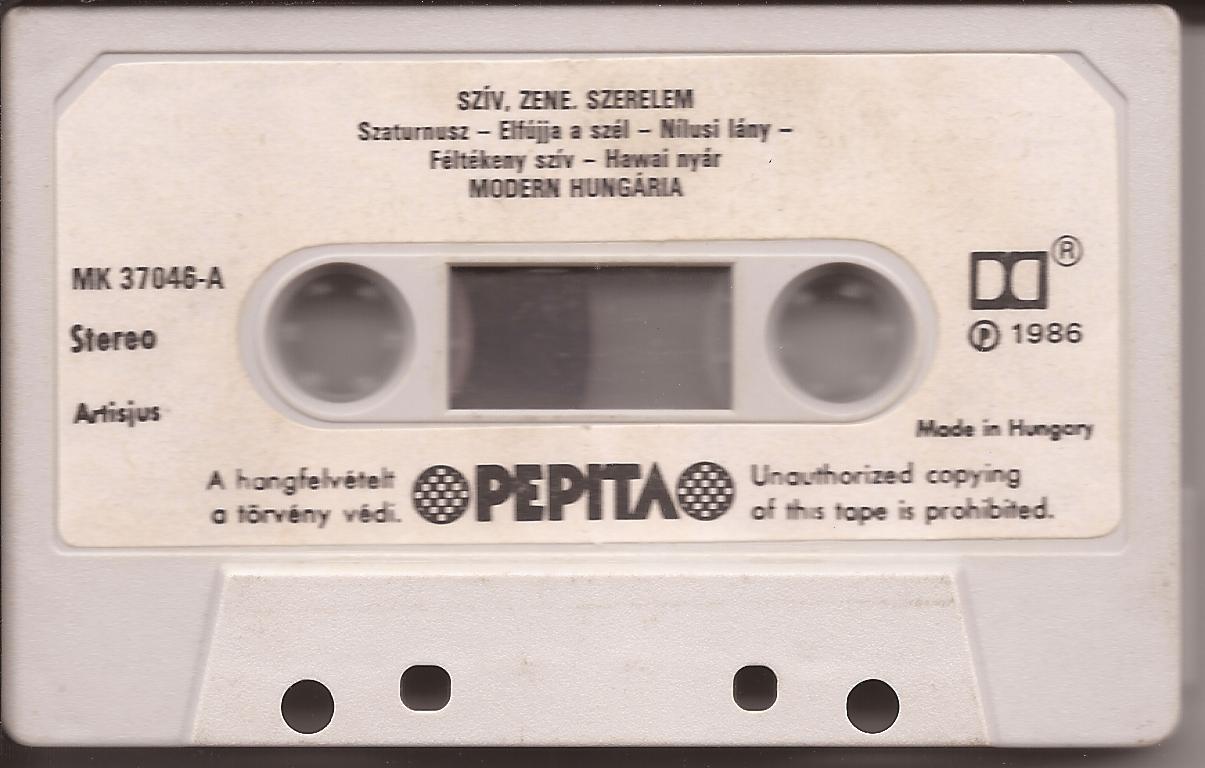 SZÍV, ZENE. SZERELEM
Szaturnusz – Elfújja a szél – Nílusi lány –
Féltékeny szív – Hawai nyár
MODERN HUNGÁRIA
MK 37046-A
Stereo
Artisjus
®
Ⓟ 1986
Made in Hungary
A hangfelvételt
a törvény védi.
PEPITA
Unauthorized copying
of this tape is prohibited.